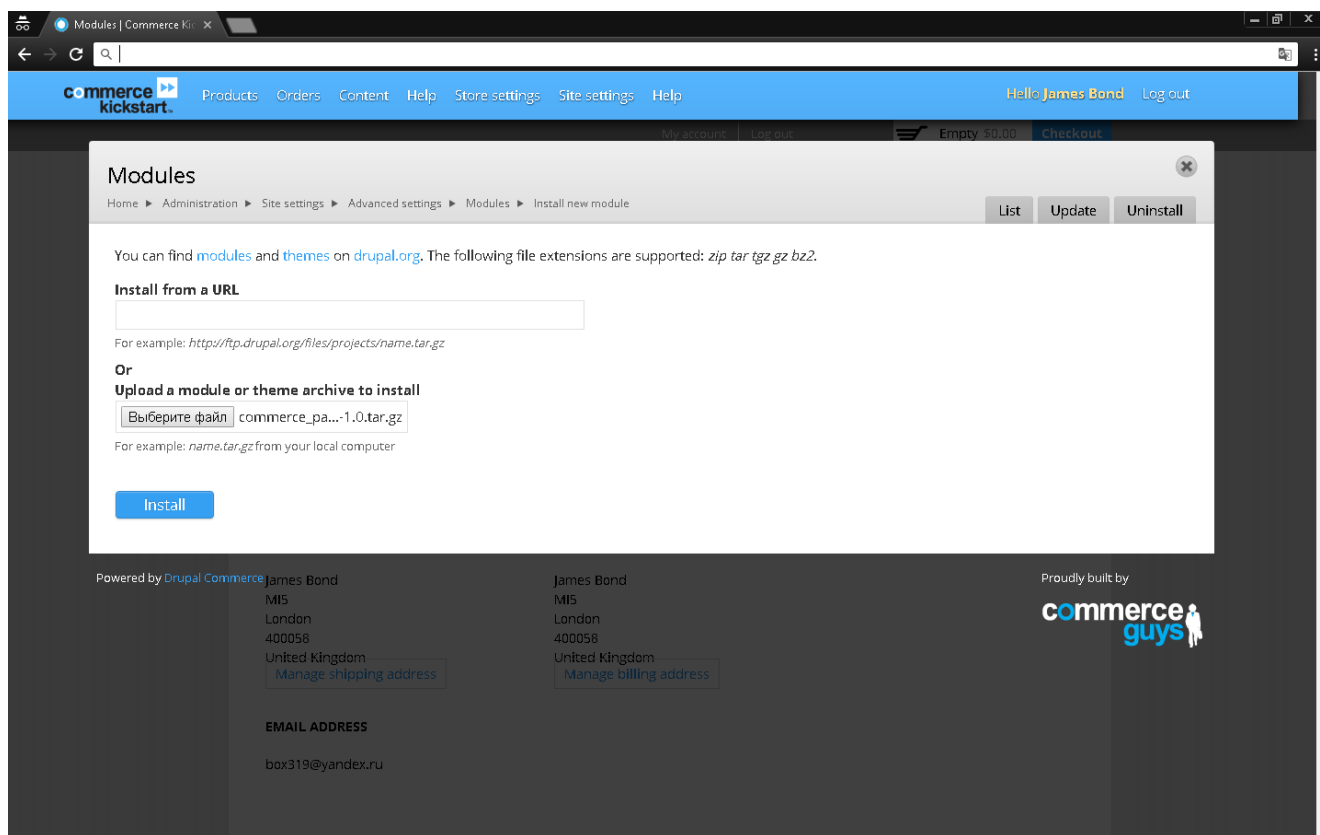 Modules | Commerce Kic
commerce
kickstart
Products Orders Content Help Store settings Site settings Help
Hello James Bond Log out
My account Log out Empty $0.00 Checkout
Modules
Home ► Administration ► Site settings ► Advanced settings ► Modules ► Install new module
List Update Uninstall
You can find modules and themes on drupal.org. The following file extensions are supported: zip tar tgz gz bz2.
Install from a URL
For example: http://ftp.drupal.org/files/projects/name.tar.gz
Or
Upload a module or theme archive to install
Выберите файл commerce_pa...-1.0.tar.gz
For example: name.tar.gz from your local computer
Install
Powered by Drupal Commerce
Proudly built by
commerce
guys
James Bond James Bond
MI5 MI5
London London
400058 400058
United Kingdom United Kingdom
Manage shipping address Manage billing address
EMAIL ADDRESS
box319@yandex.ru